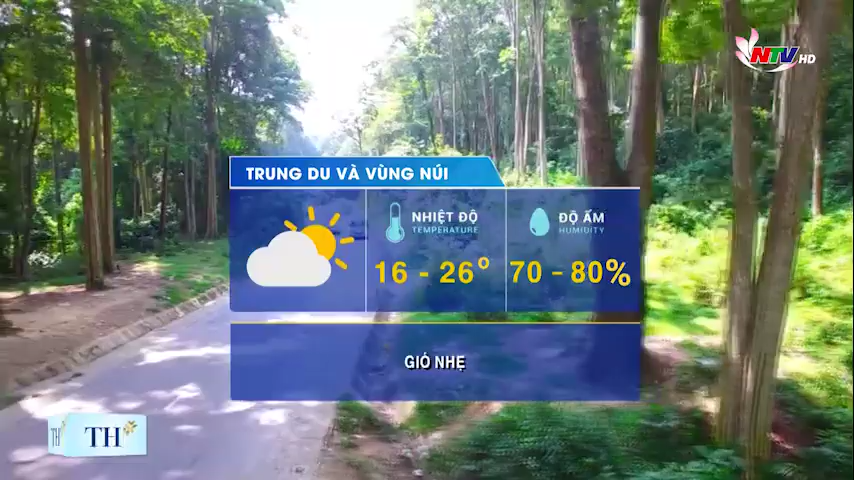 NTV HD
TRUNG DU VÀ VÙNG NÚI
NHIỆT ĐỘ
TEMPERATURE
ĐỘ ẨM
HUMIDITY
16 - 26°
70 - 80%
GIÓ NHẸ
TH
TH